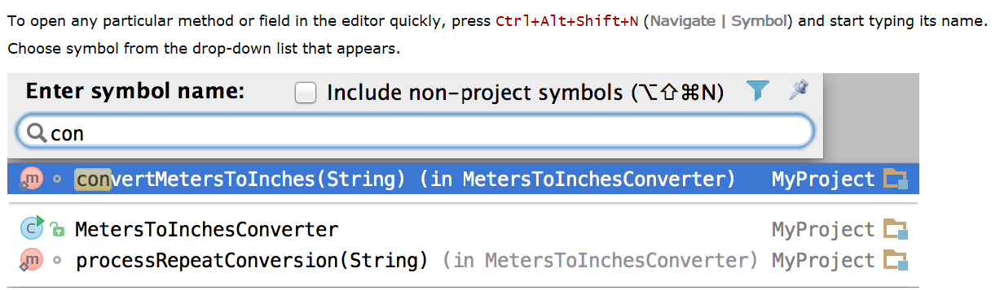 To open any particular method or field in the editor quickly, press Ctrl+Alt+Shift+N (Navigate | Symbol) and start typing its name.
Choose symbol from the drop-down list that appears.
Enter symbol name: Include non-project symbols (⌥⇧⌘N)
con
m convertMetersToInches(String) (in MetersToInchesConverter) MyProject
C MetersToInchesConverter MyProject
m processRepeatConversion(String) (in MetersToInchesConverter) MyProject